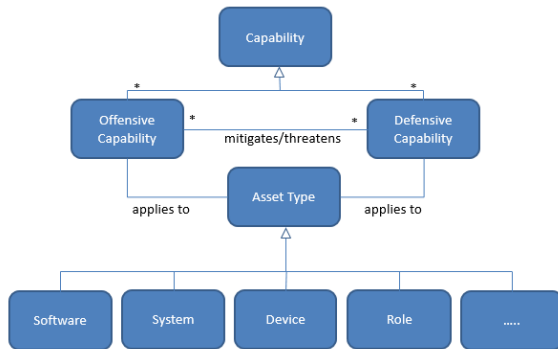 Capability
* *
Offensive
Capability
Defensive
Capability
* *
mitigates/threatens
Asset Type
applies to
applies to
Software
System
Device
Role
.....